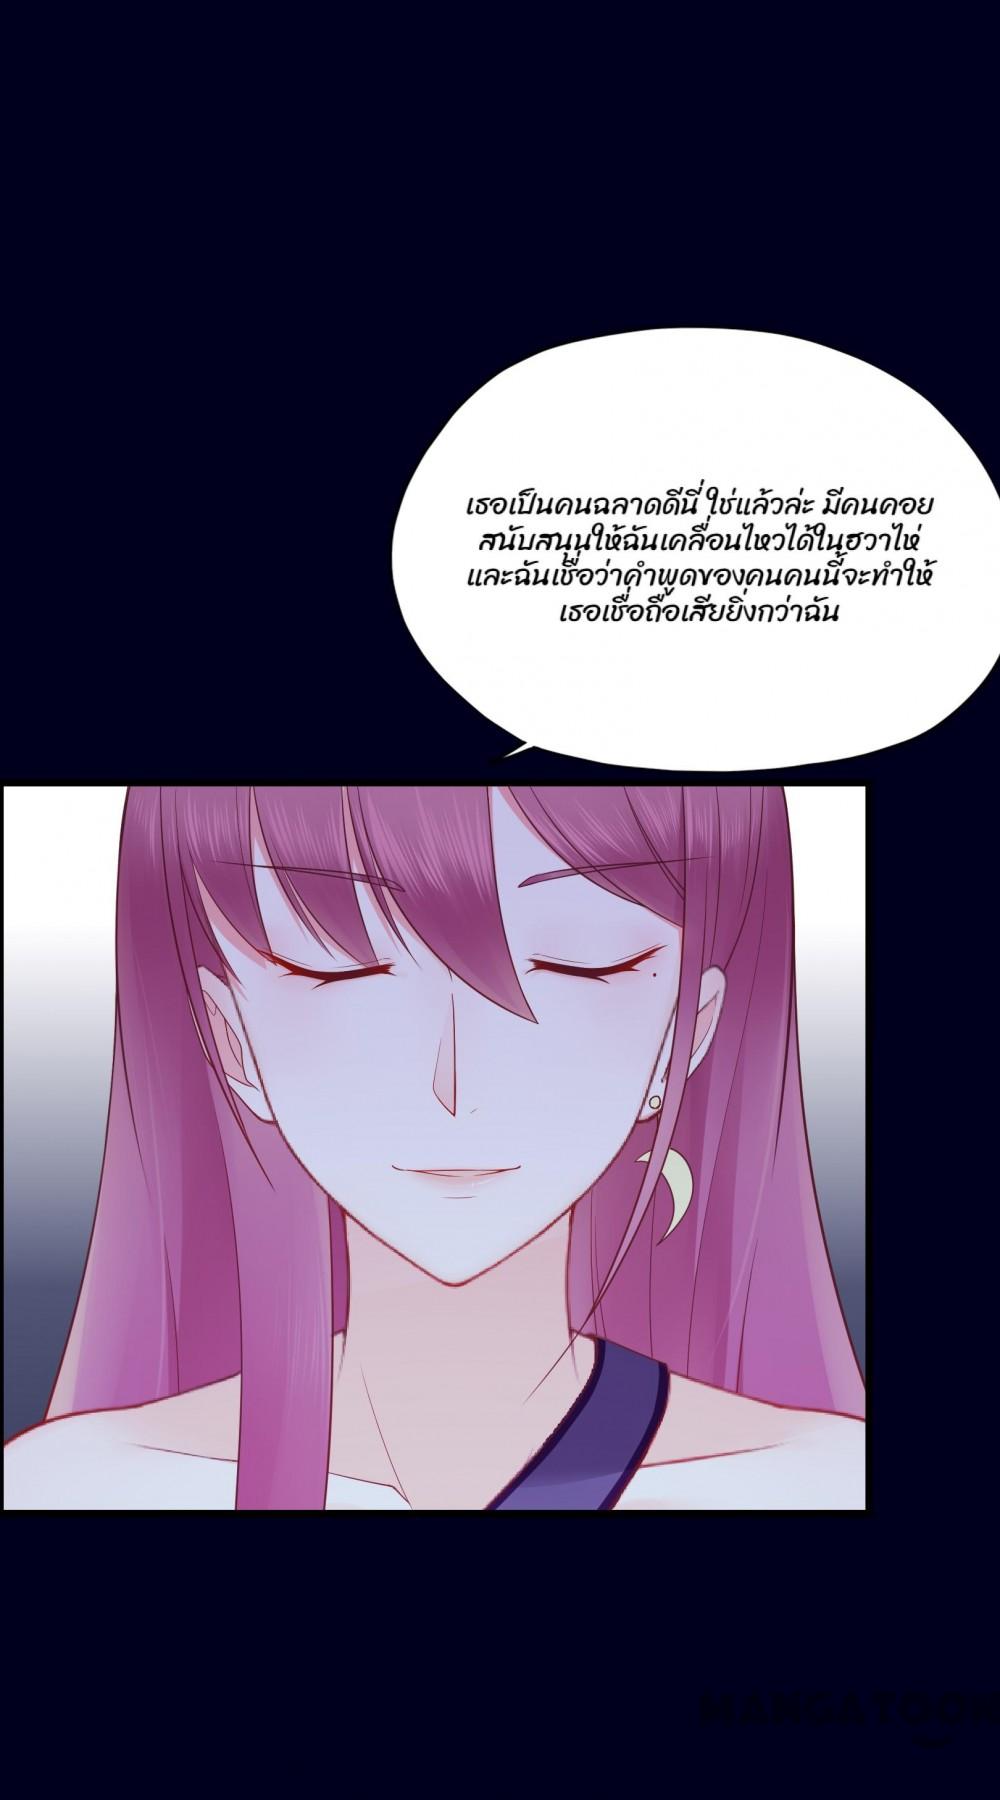 เธอเป็นคนฉลาดดีนี่ ใช่แล้วล่ะ มีคนคอย
สนับสนุนให้ฉันเคลื่อนไหวได้ในฮวาไห่
และฉันเชื่อว่าคำพูดของคนคนนี้จะทำให้
เธอเชื่อถือเสียยิ่งกว่าฉัน
MANGATOON